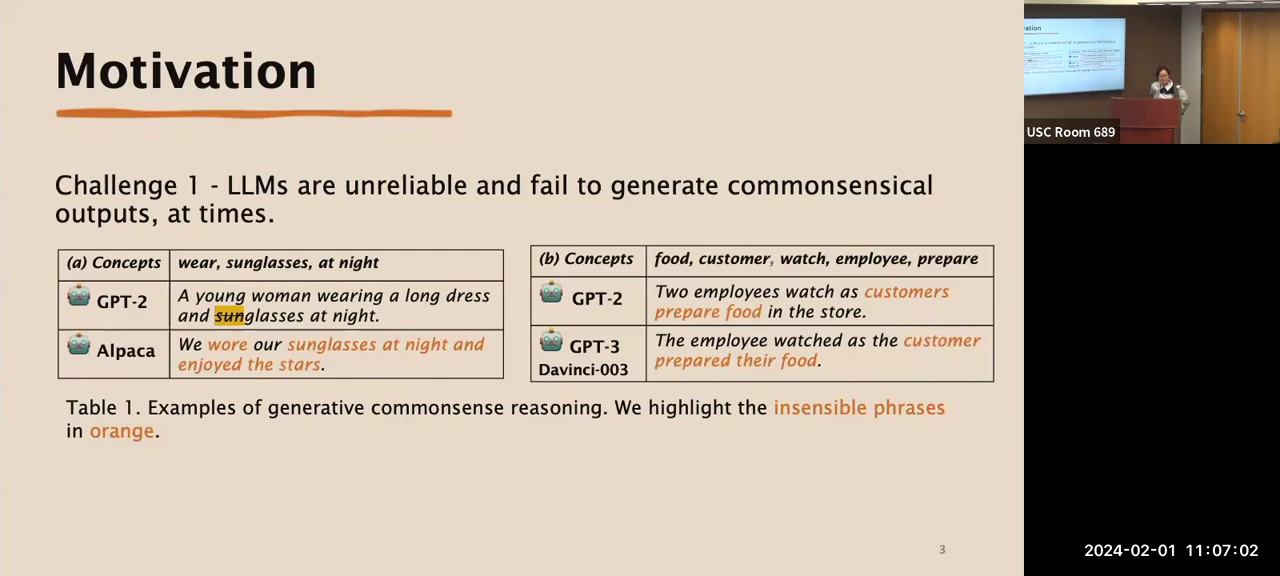 Motivation
Challenge 1 - LLMs are unreliable and fail to generate commonsensical
outputs, at times.
(a) Concepts wear, sunglasses, at night
GPT-2 A young woman wearing a long dress
and sunglasses at night.
Alpaca We wore our sunglasses at night and
enjoyed the stars.
(b) Concepts food, customer, watch, employee, prepare
GPT-2 Two employees watch as customers
prepare food in the store.
GPT-3 The employee watched as the customer
Davinci-003 prepared their food.
Table 1. Examples of generative commonsense reasoning. We highlight the insensible phrases
in orange.
3
USC Room 689
2024-02-01 11:07:02